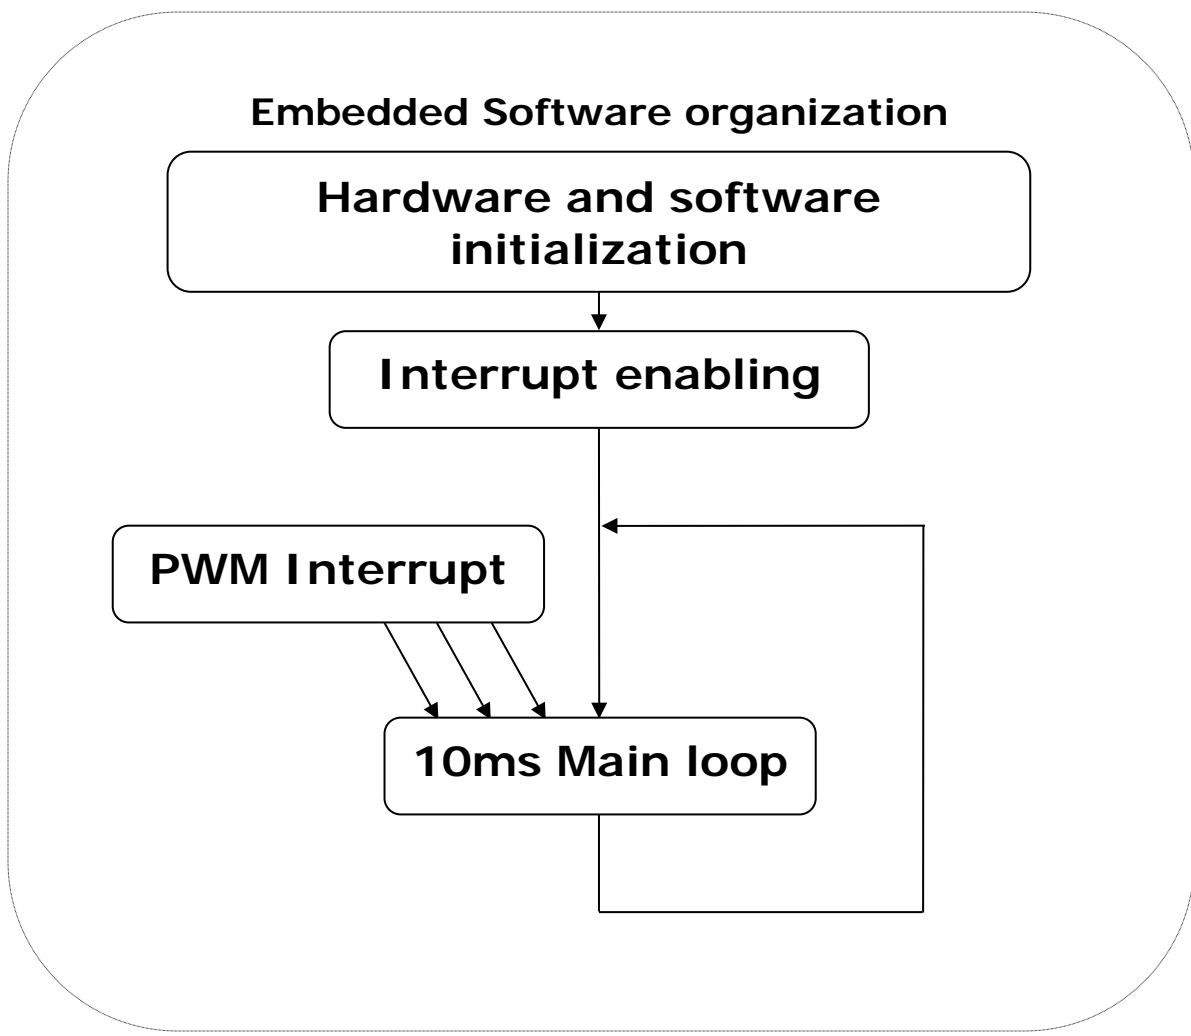 Embedded Software organization
Hardware and software
initialization
Interrupt enabling
PWM Interrupt
10ms Main loop